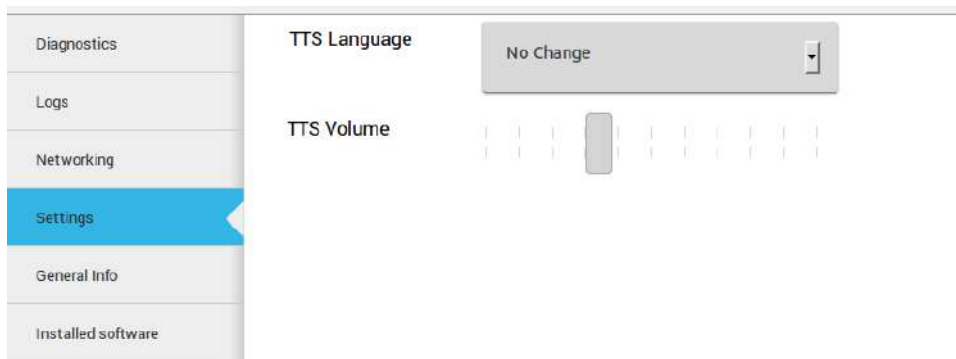 Diagnostics
Logs
Networking
Settings
General Info
Installed software
TTS Language
No Change
TTS Volume